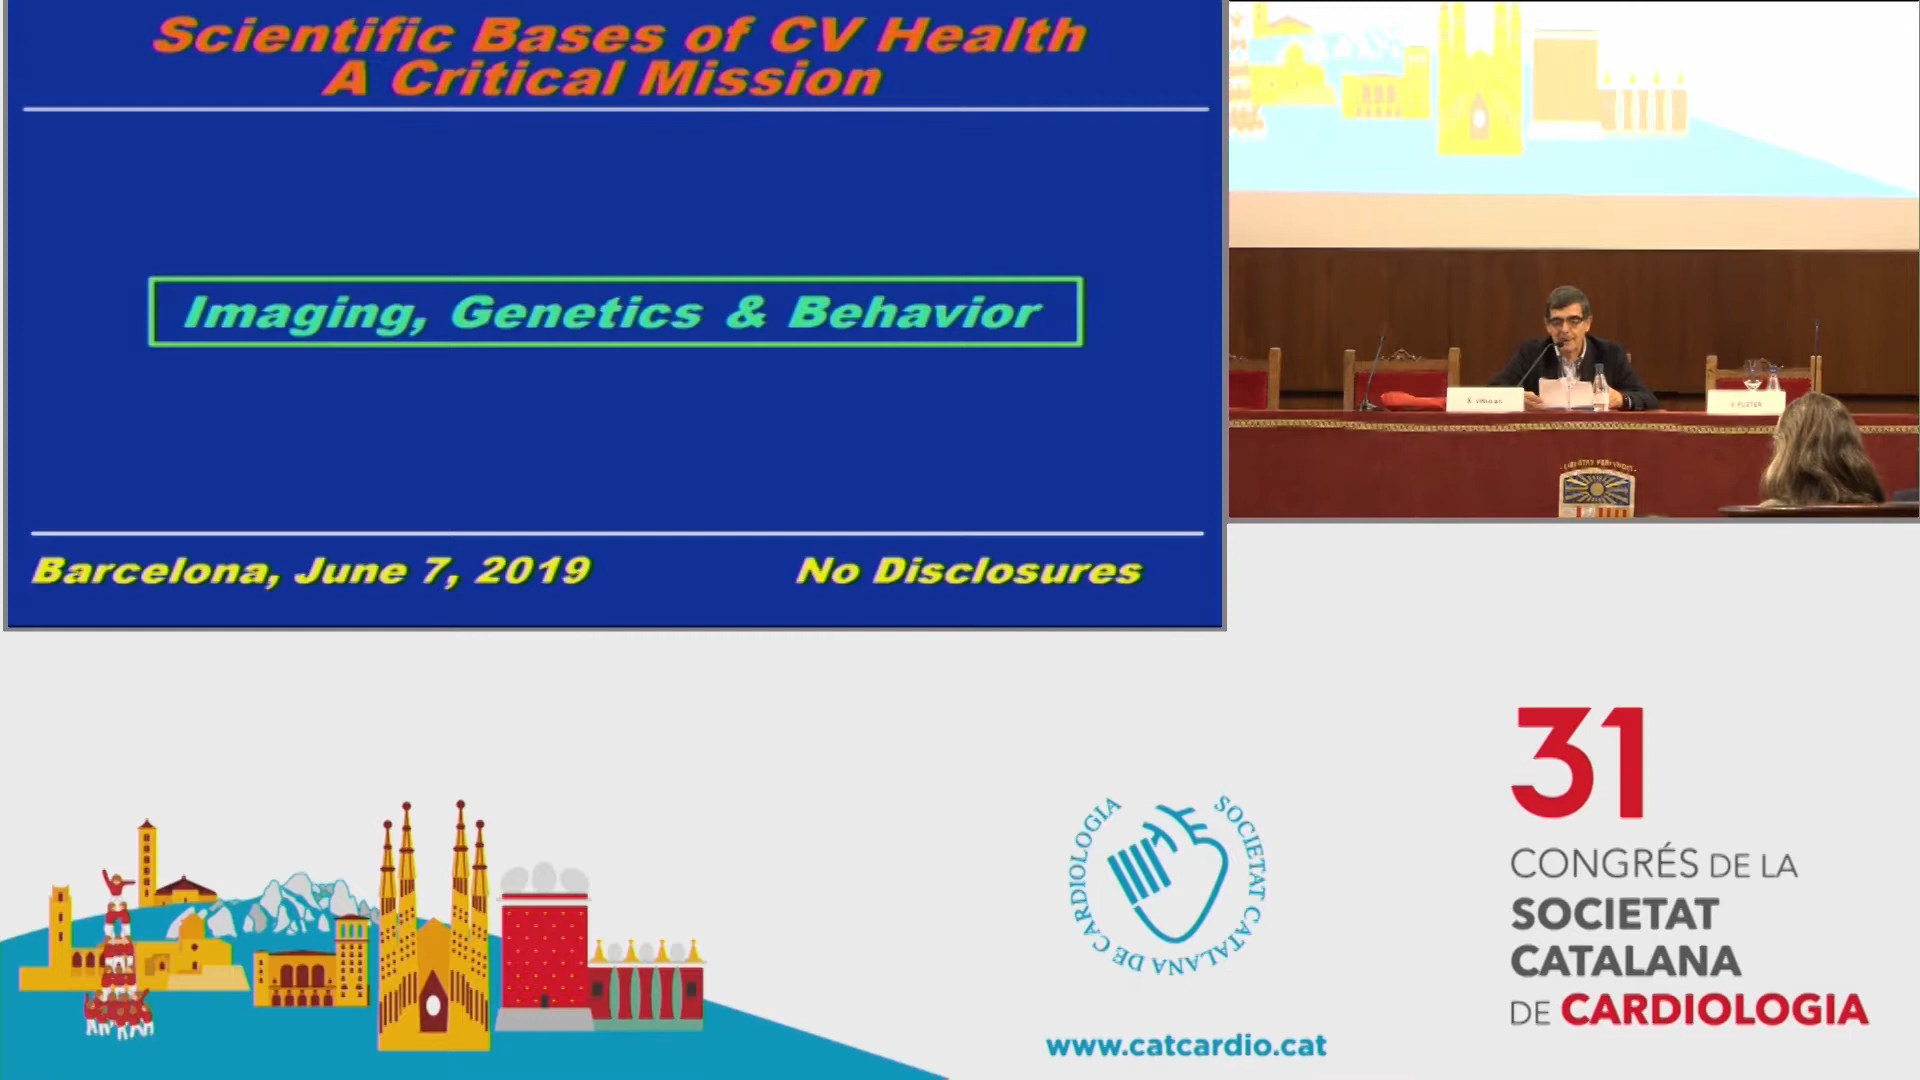 Scientific Bases of CV Health
A Critical Mission
Imaging, Genetics & Behavior
Barcelona, June 7, 2019
No Disclosures
V. FUSTER
SOCIETAT CATALANA DE CARDIOLOGIA
www.catcardio.cat
31
CONGRÉS DE LA
SOCIETAT
CATALANA
DE CARDIOLOGIA